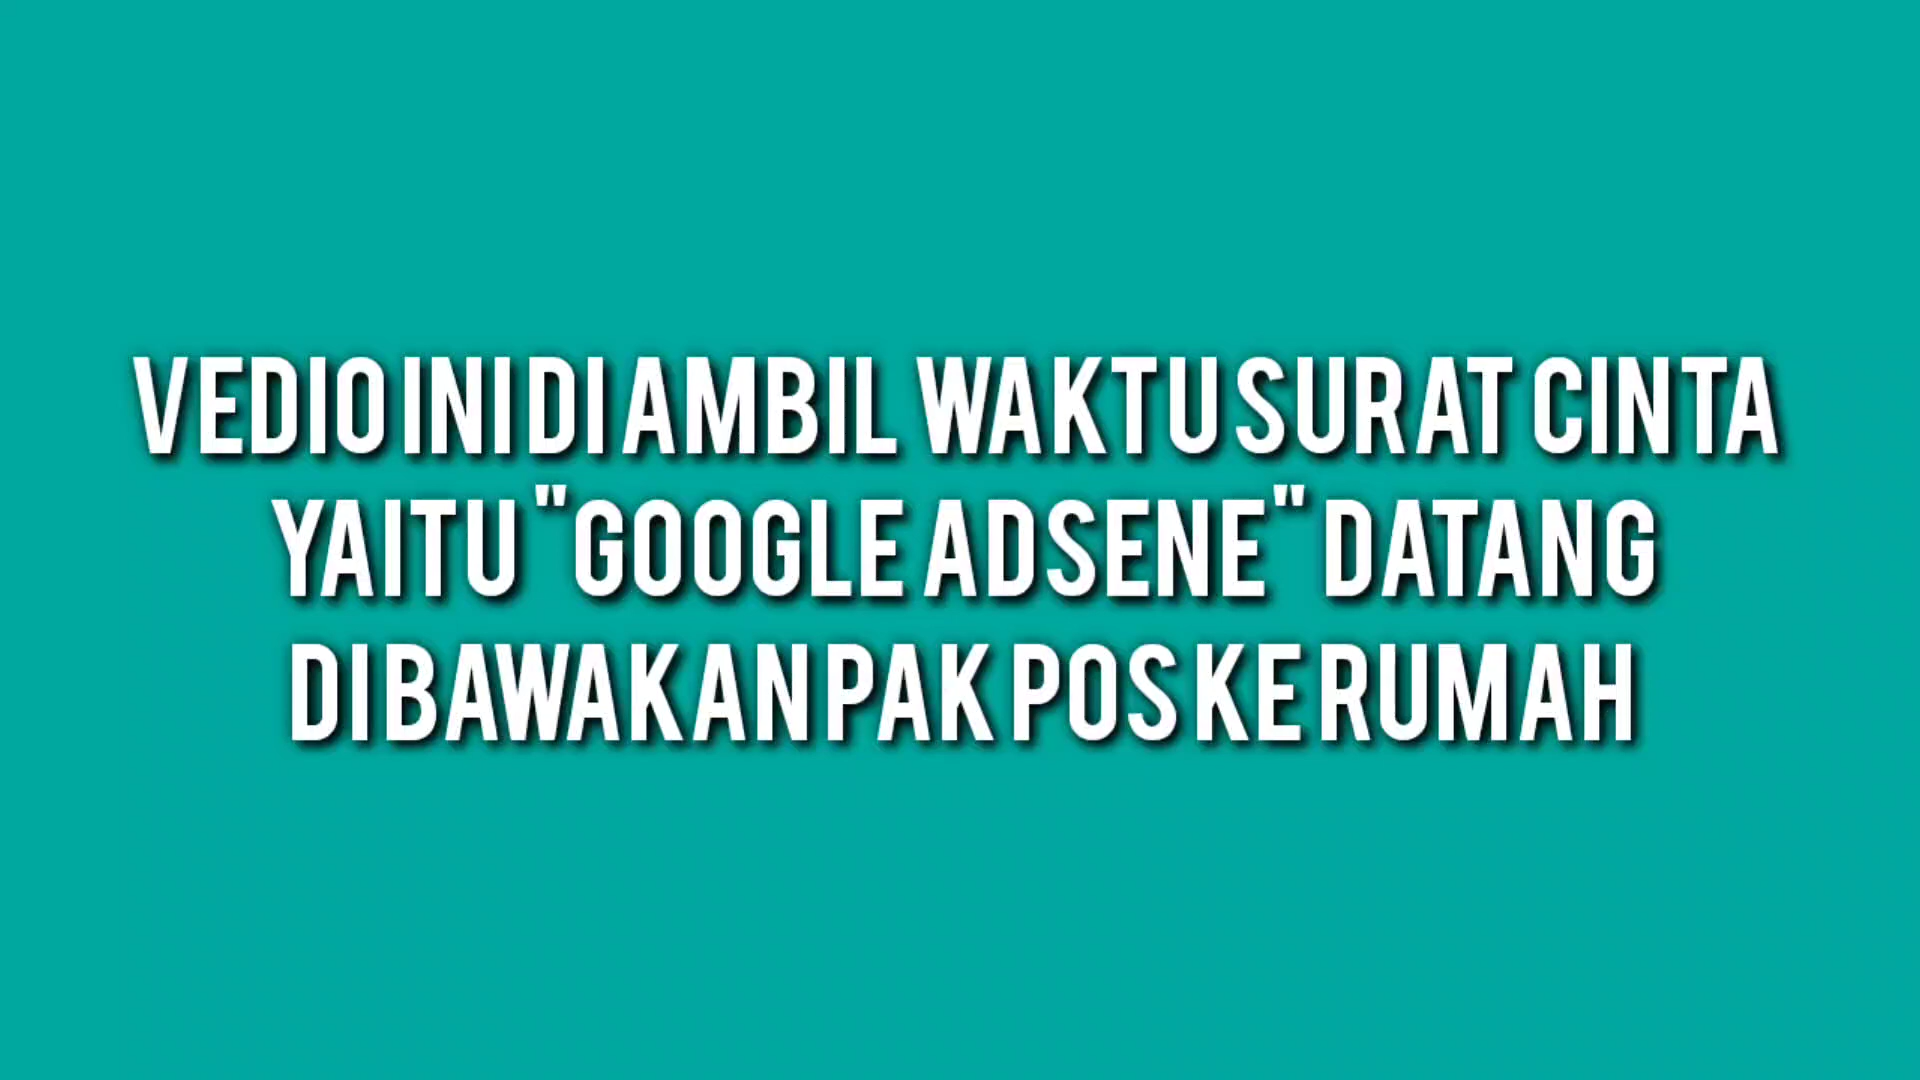 VEDIO INI DI AMBIL WAKTU SURAT CINTA
YAITU "GOOGLE ADSENE" DATANG
DI BAWAKAN PAK POS KE RUMAH